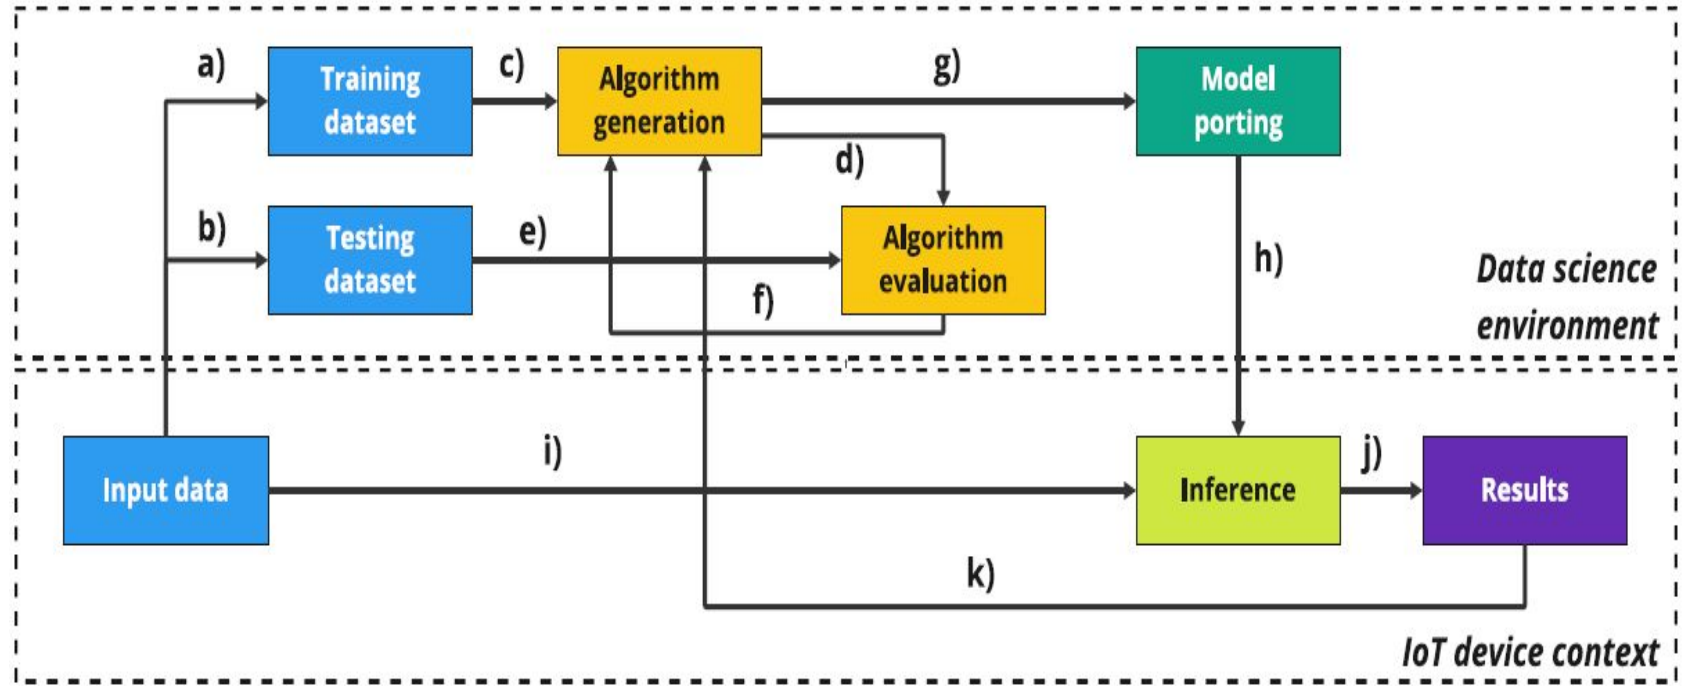 a)
Training
dataset
c)
Algorithm
generation
g)
Model
porting
d)
b)
Testing
dataset
e)
Algorithm
evaluation
f)
h)
Data science
environment
Input data
i)
Inference
j)
Results
k)
IoT device context